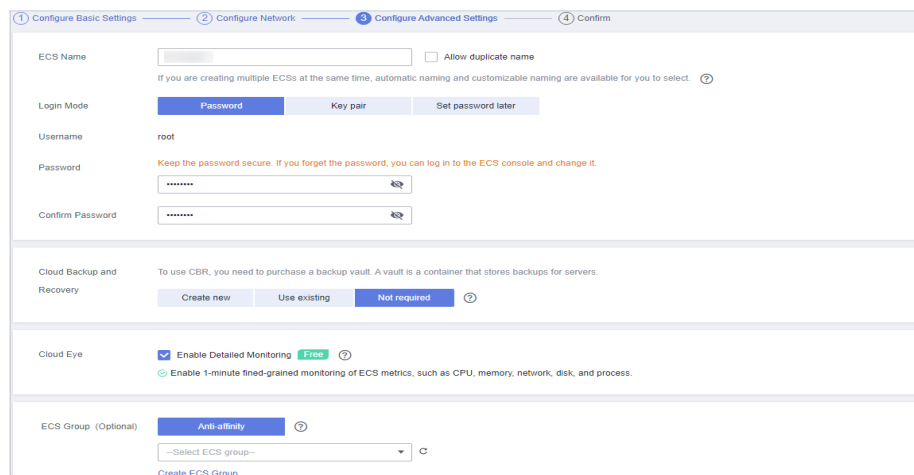 1 Configure Basic Settings 2 Configure Network 3 Configure Advanced Settings 4 Confirm
ECS Name Allow duplicate name
If you are creating multiple ECSs at the same time, automatic naming and customizable naming are available for you to select. ?
Login Mode Password Key pair Set password later
Username root
Keep the password secure. If you forget the password, you can log in to the ECS console and change it.
Password
••••••••
Confirm Password ••••••••
Cloud Backup and To use CBR, you need to purchase a backup vault. A vault is a container that stores backups for servers.
Recovery
Create new Use existing Not required ?
Cloud Eye Enable Detailed Monitoring Free ?
Enable 1-minute fined-grained monitoring of ECS metrics, such as CPU, memory, network, disk, and process.
ECS Group (Optional) Anti-affinity ?
--Select ECS group--
Create ECS Group